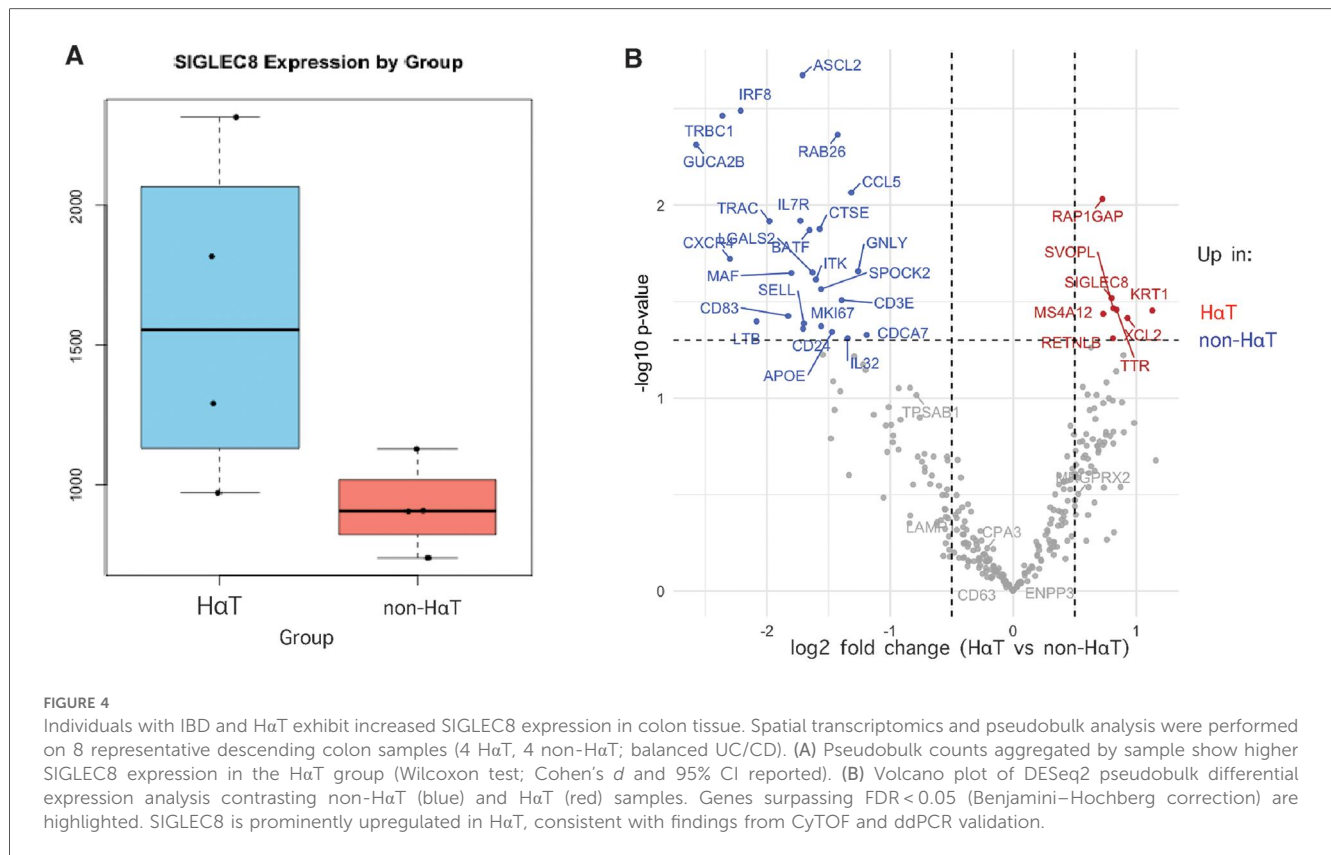 A
SIGLEC8 Expression by Group
2000
1500
1000
HαT
non-HαT
Group
B
ASCL2
IRF8
TRBC1
RAB26
GUCA2B
CCL5
TRAC
IL7R
CTSE
RAP1GAP
LGALS2
BATF
GNLY
CXCR4
ITK
SVOPL
MAF
SPOCK2
SELL
SIGLEC8
KRT1
CD83
MKI67
CD3E
MS4A12
LTB
CD24
CDCA7
RETNLB
XCL2
APOE
IL32
TTR
TPSAB1
LAMP
CPA3
CD63
ENPP3
Up in:
HαT
non-HαT
-log10 p-value
2
1
0
-2
-1
0
1
log2 fold change (HαT vs non-HαT)
FIGURE 4
Individuals with IBD and HαT exhibit increased SIGLEC8 expression in colon tissue. Spatial transcriptomics and pseudobulk analysis were performed
on 8 representative descending colon samples (4 HαT, 4 non-HαT; balanced UC/CD). (A) Pseudobulk counts aggregated by sample show higher
SIGLEC8 expression in the HαT group (Wilcoxon test; Cohen's d and 95% CI reported). (B) Volcano plot of DESeq2 pseudobulk differential
expression analysis contrasting non-HαT (blue) and HαT (red) samples. Genes surpassing FDR < 0.05 (Benjamini–Hochberg correction) are
highlighted. SIGLEC8 is prominently upregulated in HαT, consistent with findings from CyTOF and ddPCR validation.